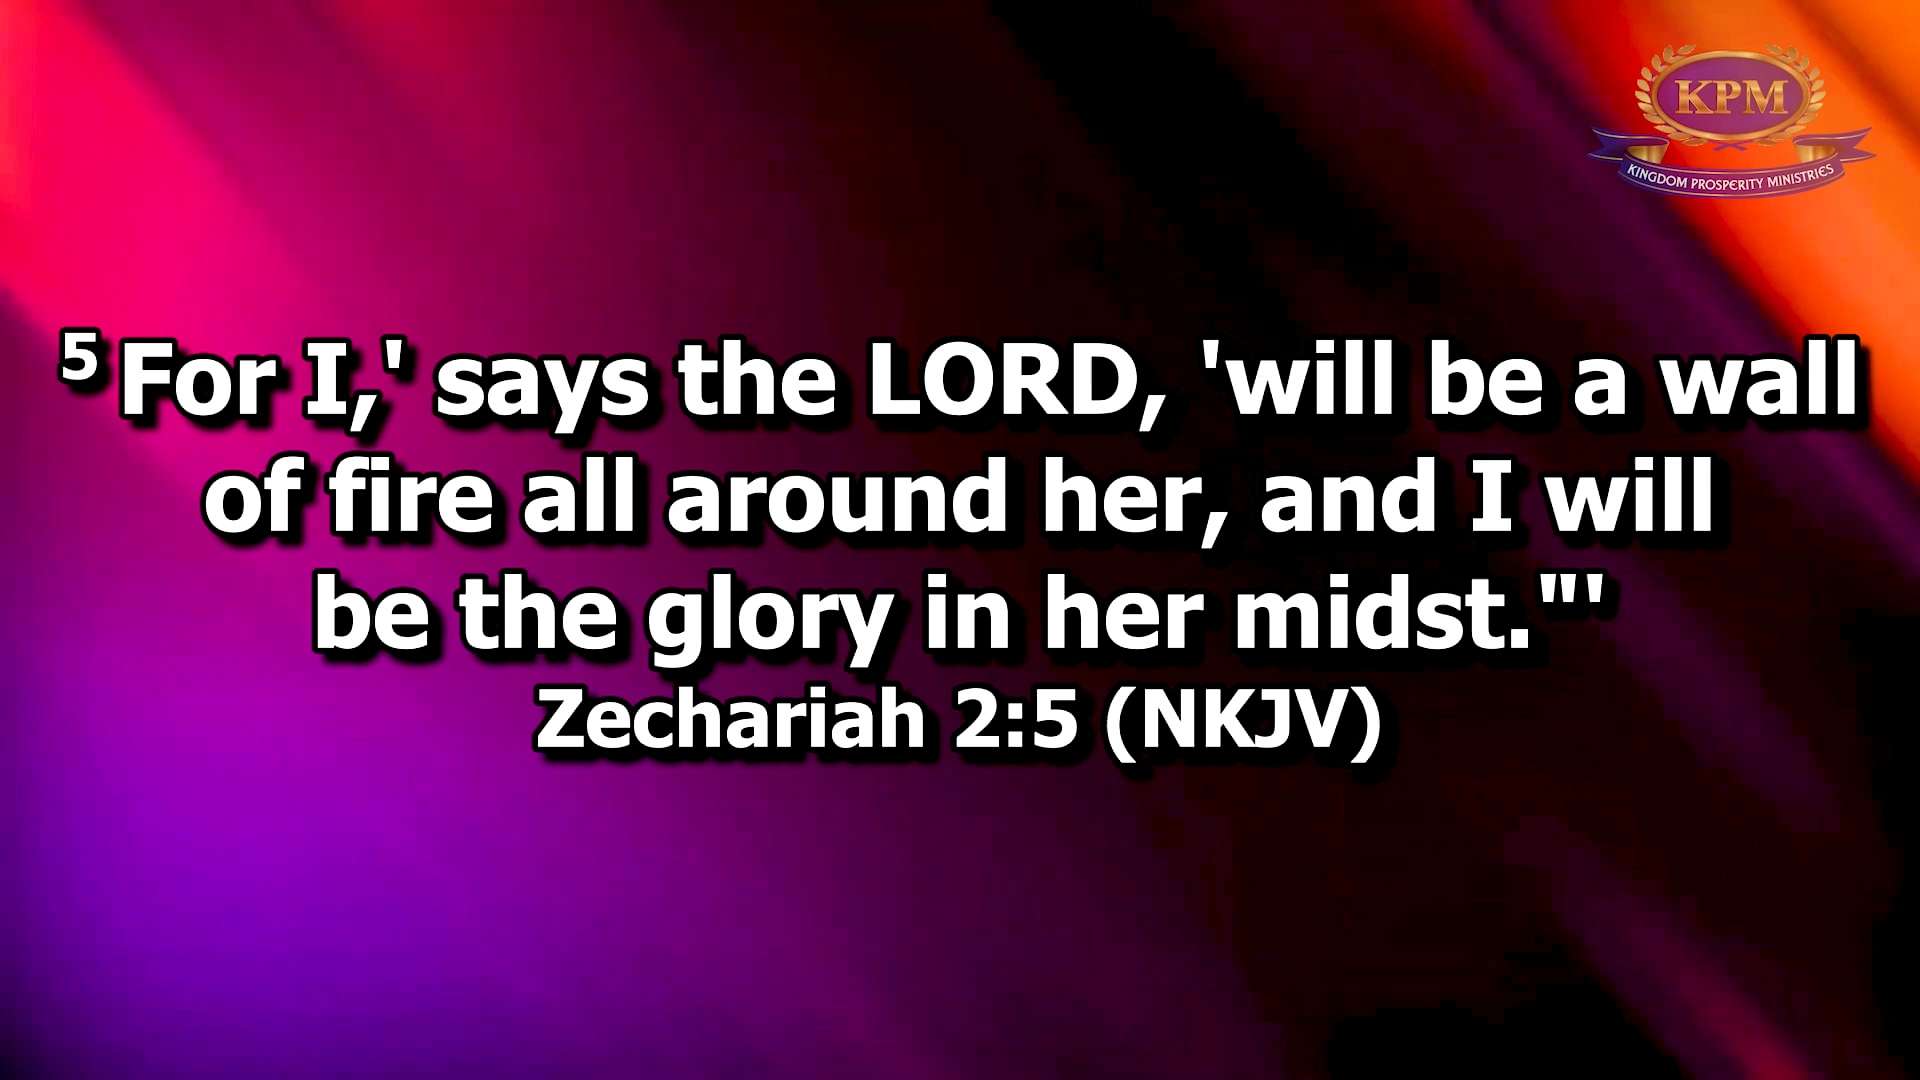 KPM
KINGDOM PROSPERITY MINISTRIES
5 For I,' says the LORD, 'will be a wall
of fire all around her, and I will
be the glory in her midst."'
Zechariah 2:5 (NKJV)